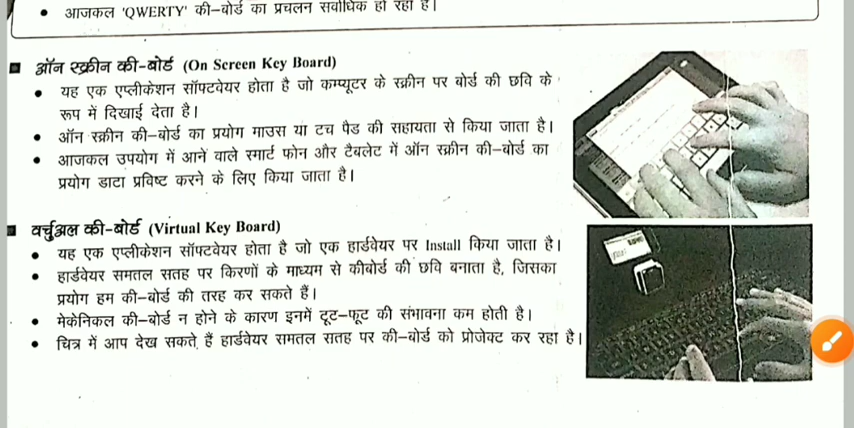 आजकल 'QWERTY' की-बोर्ड का प्रचलन सर्वाधिक हो रहा है।
ऑन स्क्रीन की-बोर्ड (On Screen Key Board)
यह एक एप्लीकेशन सॉफ्टवेयर होता है जो कम्प्यूटर के स्क्रीन पर बोर्ड की छवि के
रूप में दिखाई देता है।
ऑन स्क्रीन की-बोर्ड का प्रयोग माउस या टच पैड की सहायता से किया जाता है।
आजकल उपयोग में आने वाले स्मार्ट फोन और टैबलेट में ऑन स्क्रीन की-बोर्ड का
प्रयोग डाटा प्रविष्ट करने के लिए किया जाता है।
वर्चुअल की-बोर्ड (Virtual Key Board)
यह एक एप्लीकेशन सॉफ्टवेयर होता है जो एक हार्डवेयर पर Install किया जाता है।
हार्डवेयर समतल सतह पर किरणों के माध्यम से कीबोर्ड की छवि बनाता है, जिसका
प्रयोग हम की-बोर्ड की तरह कर सकते हैं।
मेकेनिकल की-बोर्ड न होने के कारण इनमें टूट-फूट की संभावना कम होती है।
चित्र में आप देख सकते हैं हार्डवेयर समतल सतह पर की-बोर्ड को प्रोजेक्ट कर रहा है।